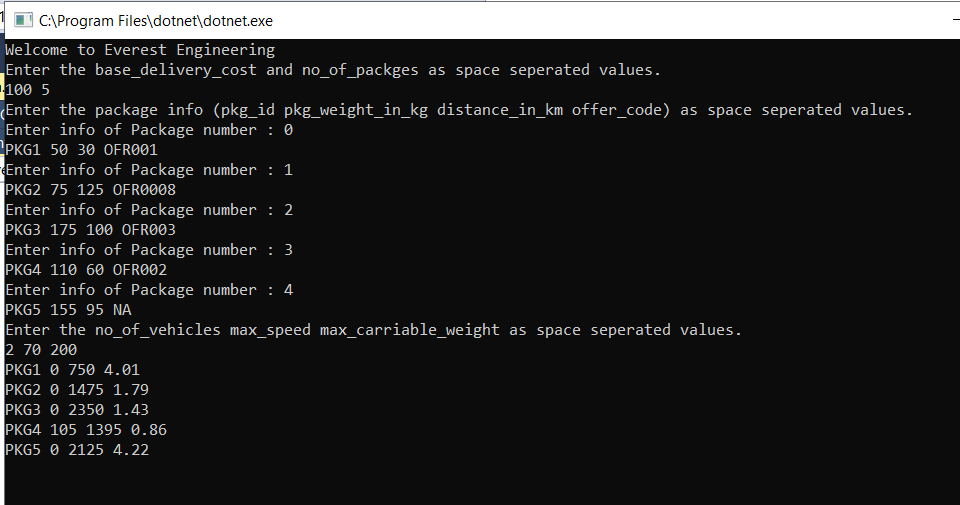 C:\Program Files\dotnet\dotnet.exe
Welcome to Everest Engineering
Enter the base_delivery_cost and no_of_packges as space seperated values.
100 5
Enter the package info (pkg_id pkg_weight_in_kg distance_in_km offer_code) as space seperated values.
Enter info of Package number : 0
PKG1 50 30 OFR001
Enter info of Package number : 1
PKG2 75 125 OFR0008
Enter info of Package number : 2
PKG3 175 100 OFR003
Enter info of Package number : 3
PKG4 110 60 OFR002
Enter info of Package number : 4
PKG5 155 95 NA
Enter the no_of_vehicles max_speed max_carriable_weight as space seperated values.
2 70 200
PKG1 0 750 4.01
PKG2 0 1475 1.79
PKG3 0 2350 1.43
PKG4 105 1395 0.86
PKG5 0 2125 4.22